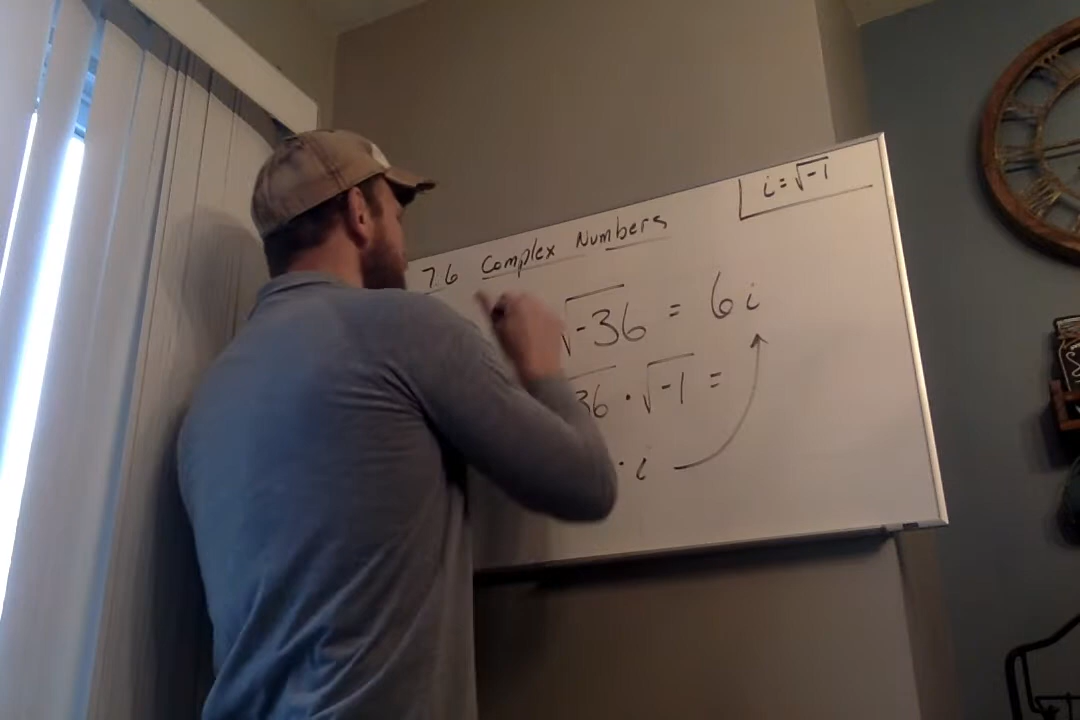 i = √-1
7.6 Complex Numbers
√-36 = 6i
36 · √-1 =
· i